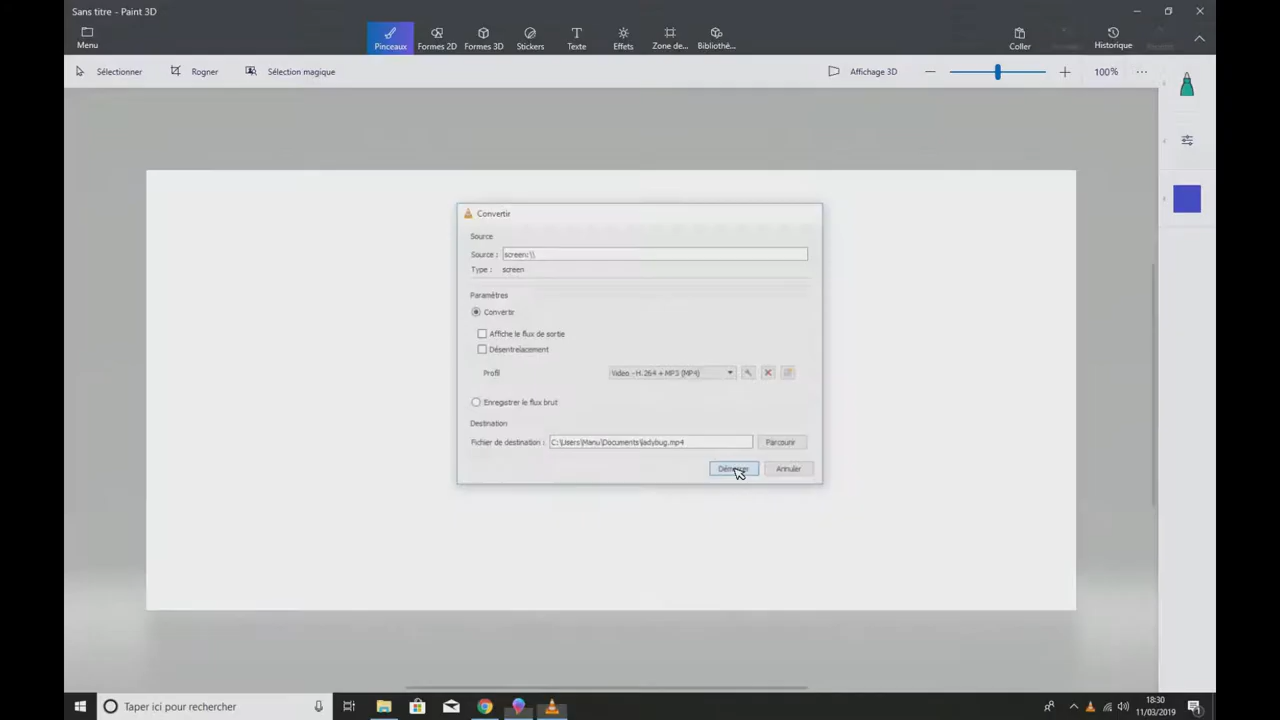 Sans titre - Paint 3D
Menu
Pinceaux
Formes 2D
Formes 3D
Stickers
Texte
Effets
Zone de...
Bibliothè...
Coller
Historique
Sélectionner
Rogner
Sélection magique
Affichage 3D
100%
Convertir
Source
Source : screen:\\
Type : screen
Paramètres
Convertir
Affiche le flux de sortie
Désentrelacement
Profil
Video - H.264 + MP3 (MP4)
Enregistrer le flux brut
Destination
Fichier de destination : C:\Users\Manu\Documents\ladybug.mp4
Parcourir
Démarrer
Annuler
Taper ici pour rechercher
18:30
11/03/2019